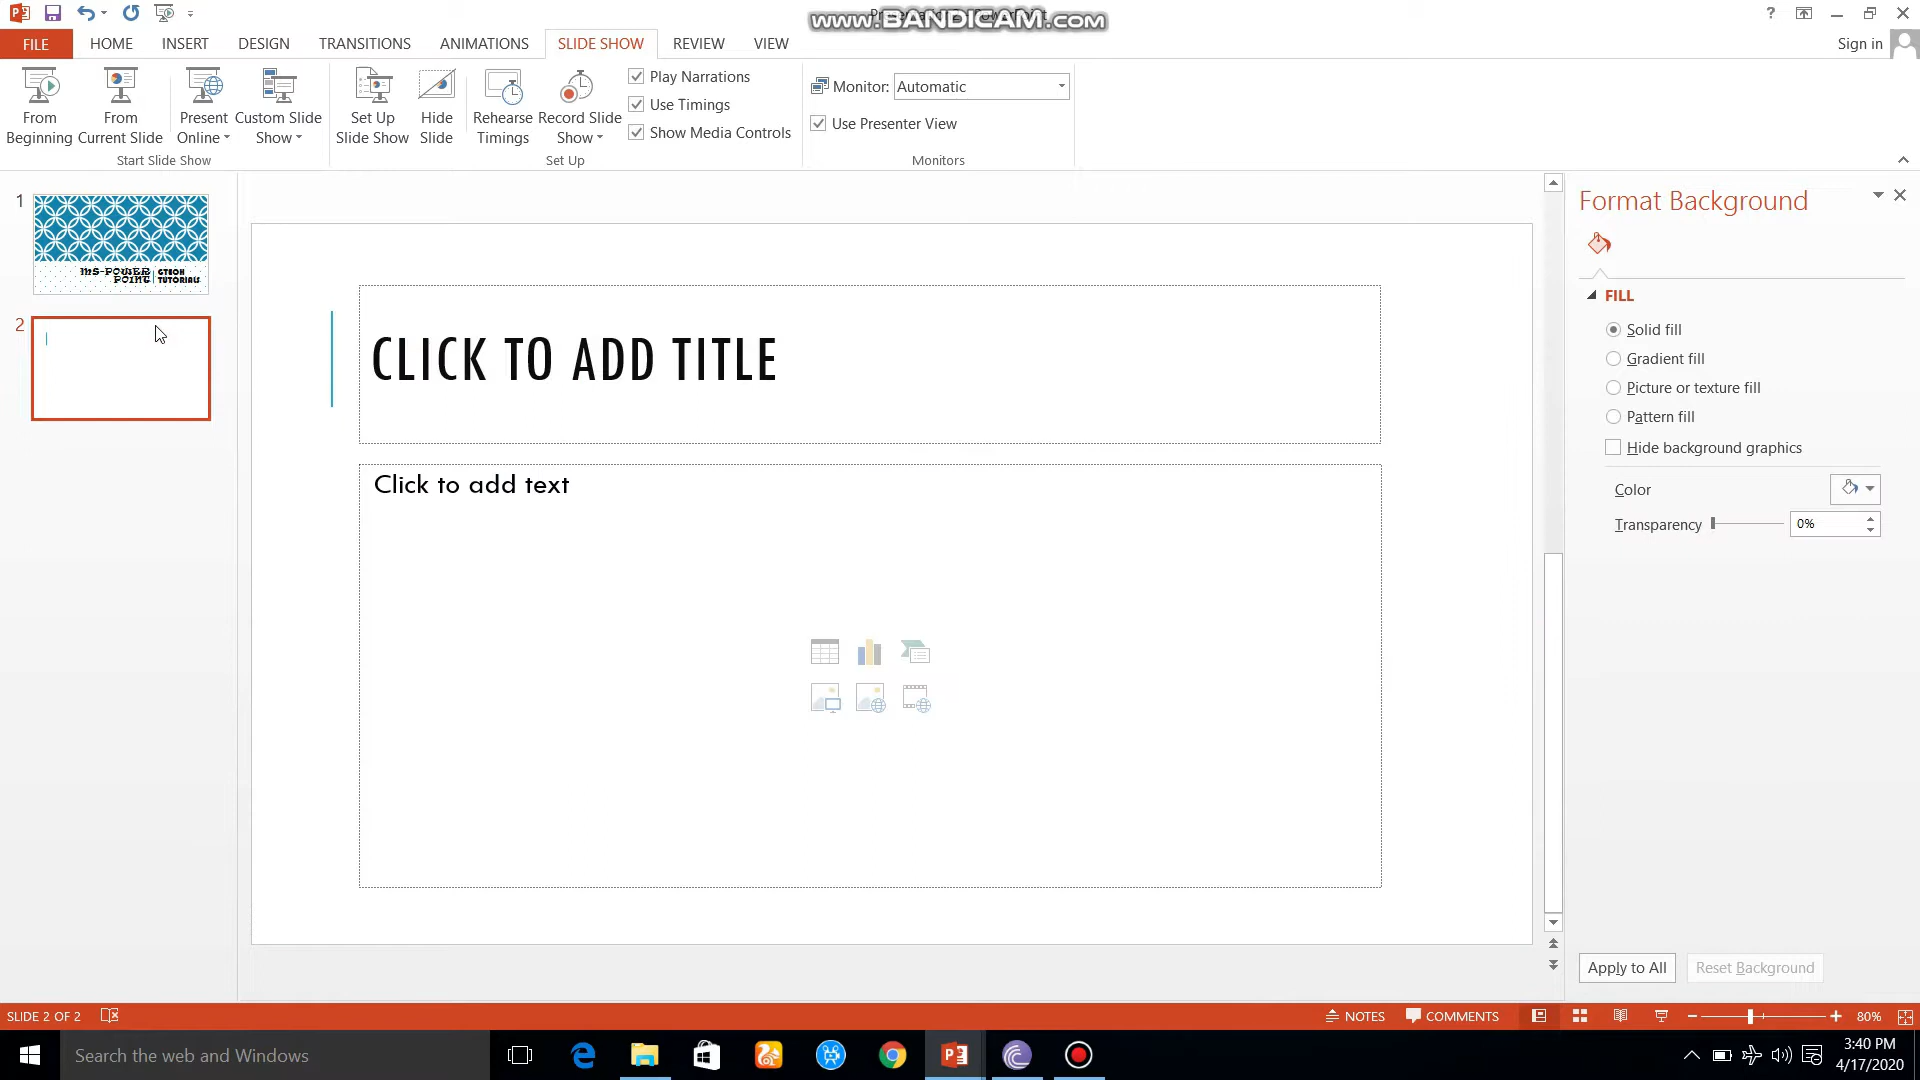 www.BANDICAM.com
Sign in
FILE HOME INSERT DESIGN TRANSITIONS ANIMATIONS SLIDE SHOW REVIEW VIEW
From Beginning
From Current Slide
Present Online
Custom Slide Show
Start Slide Show
Set Up Slide Show
Hide Slide
Rehearse Timings
Record Slide Show
Play Narrations
Use Timings
Show Media Controls
Set Up
Monitor: Automatic
Use Presenter View
Monitors
1
MS-POWER POINT
GTECH TUTORIALS
2
CLICK TO ADD TITLE
Click to add text
Format Background
FILL
Solid fill
Gradient fill
Picture or texture fill
Pattern fill
Hide background graphics
Color
Transparency 0%
Apply to All
Reset Background
SLIDE 2 OF 2
NOTES
COMMENTS
80%
Search the web and Windows
3:40 PM
4/17/2020